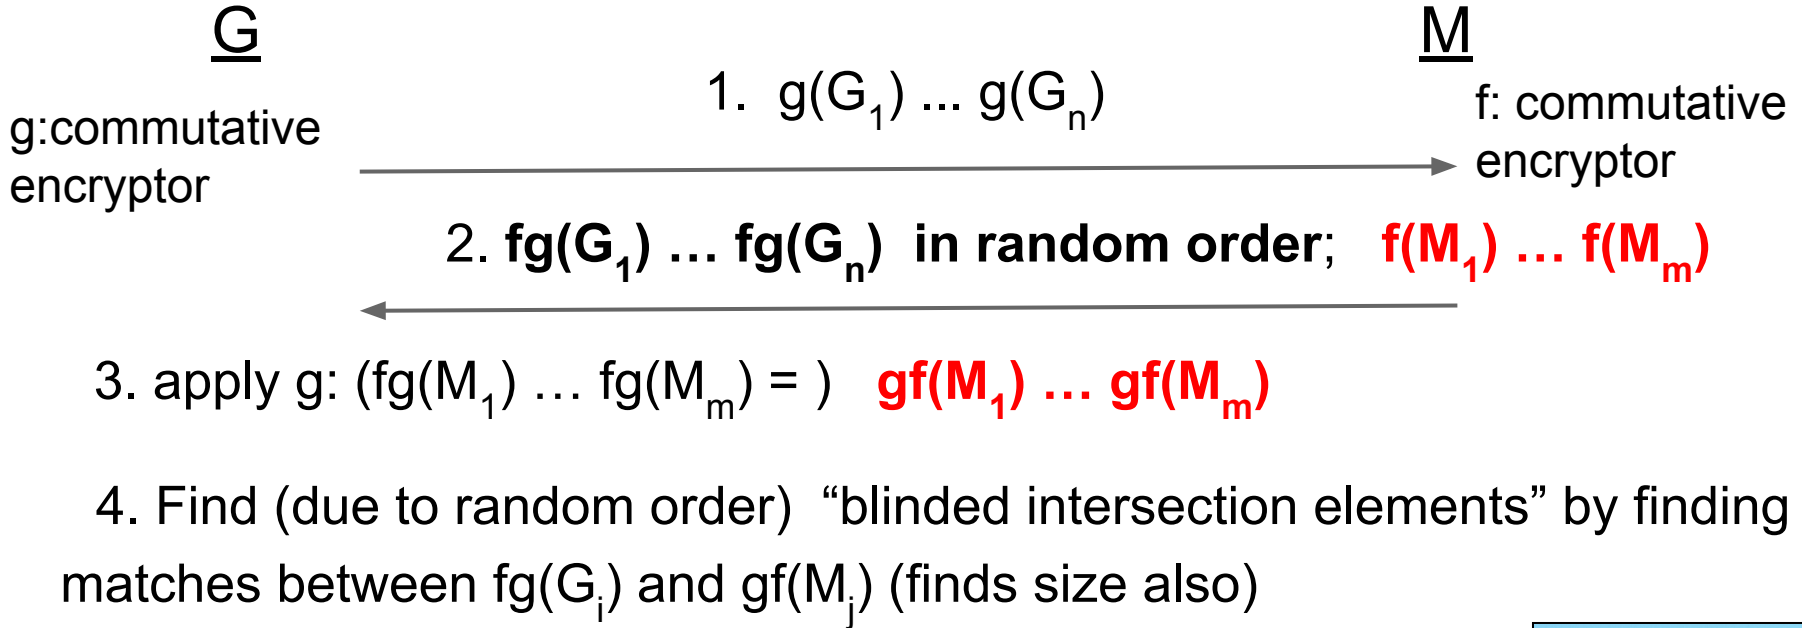 G
M
1. g(G₁) ... g(Gₙ)
g:commutative
encryptor
f: commutative
encryptor
2. fg(G₁) … fg(Gₙ) in random order; f(M₁) … f(Mₘ)
3. apply g: (fg(M₁) … fg(Mₘ) = ) gf(M₁) … gf(Mₘ)
4. Find (due to random order) “blinded intersection elements” by finding
matches between fg(Gᵢ) and gf(Mⱼ) (finds size also)